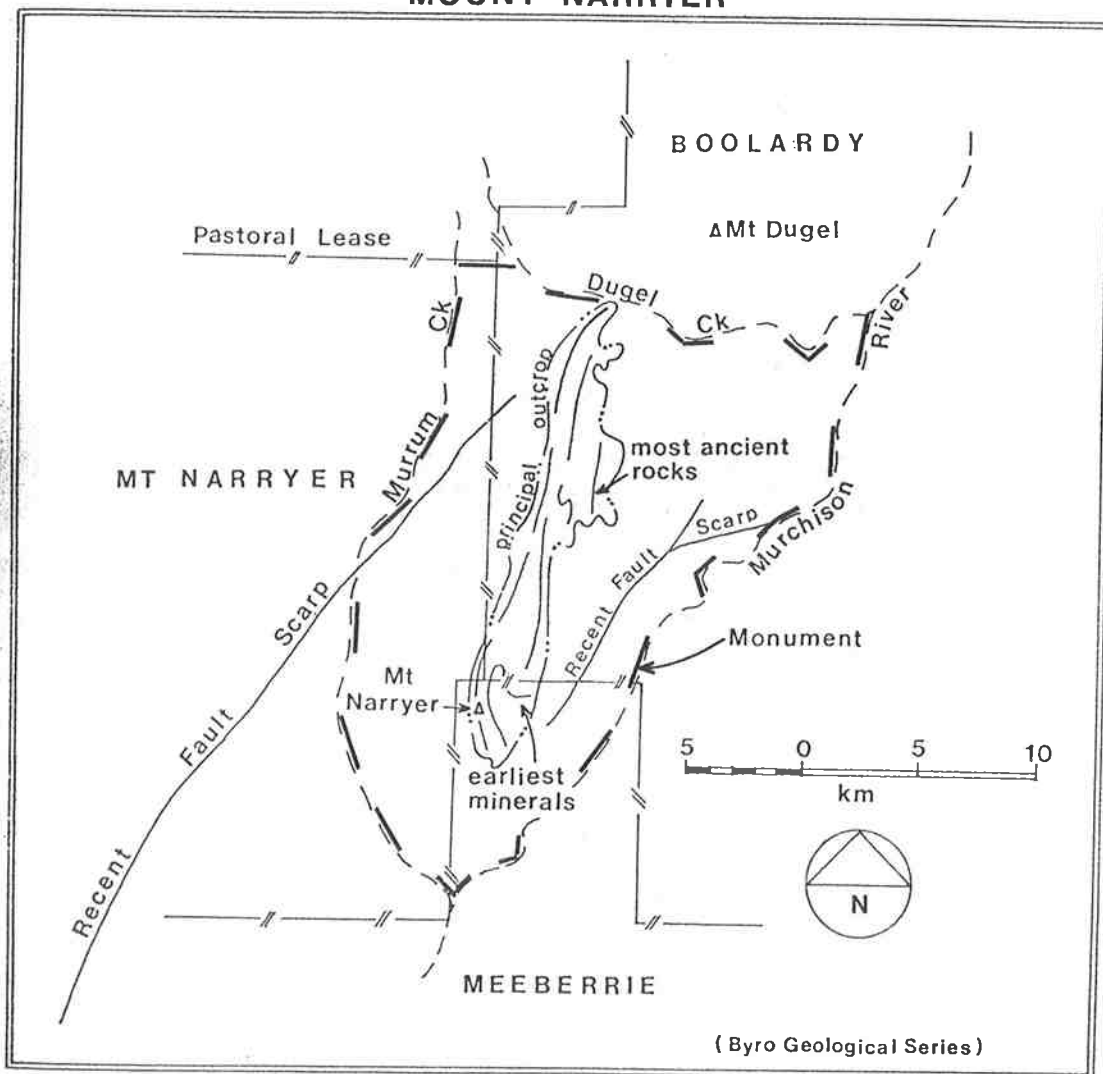 MOUNT NARRYER
BOOLARDY
Mt Dugel
Pastoral Lease
Dugel
Ck
River
Ck
outcrop
Murrum
most ancient
rocks
MT NARRYER
principal
Scarp
Murchison
Fault
Recent
Scarp
Monument
Mt
Narryer
Fault
5 0 10
km
earliest
minerals
Recent
N
MEEBERRIE
(Byro Geological Series)